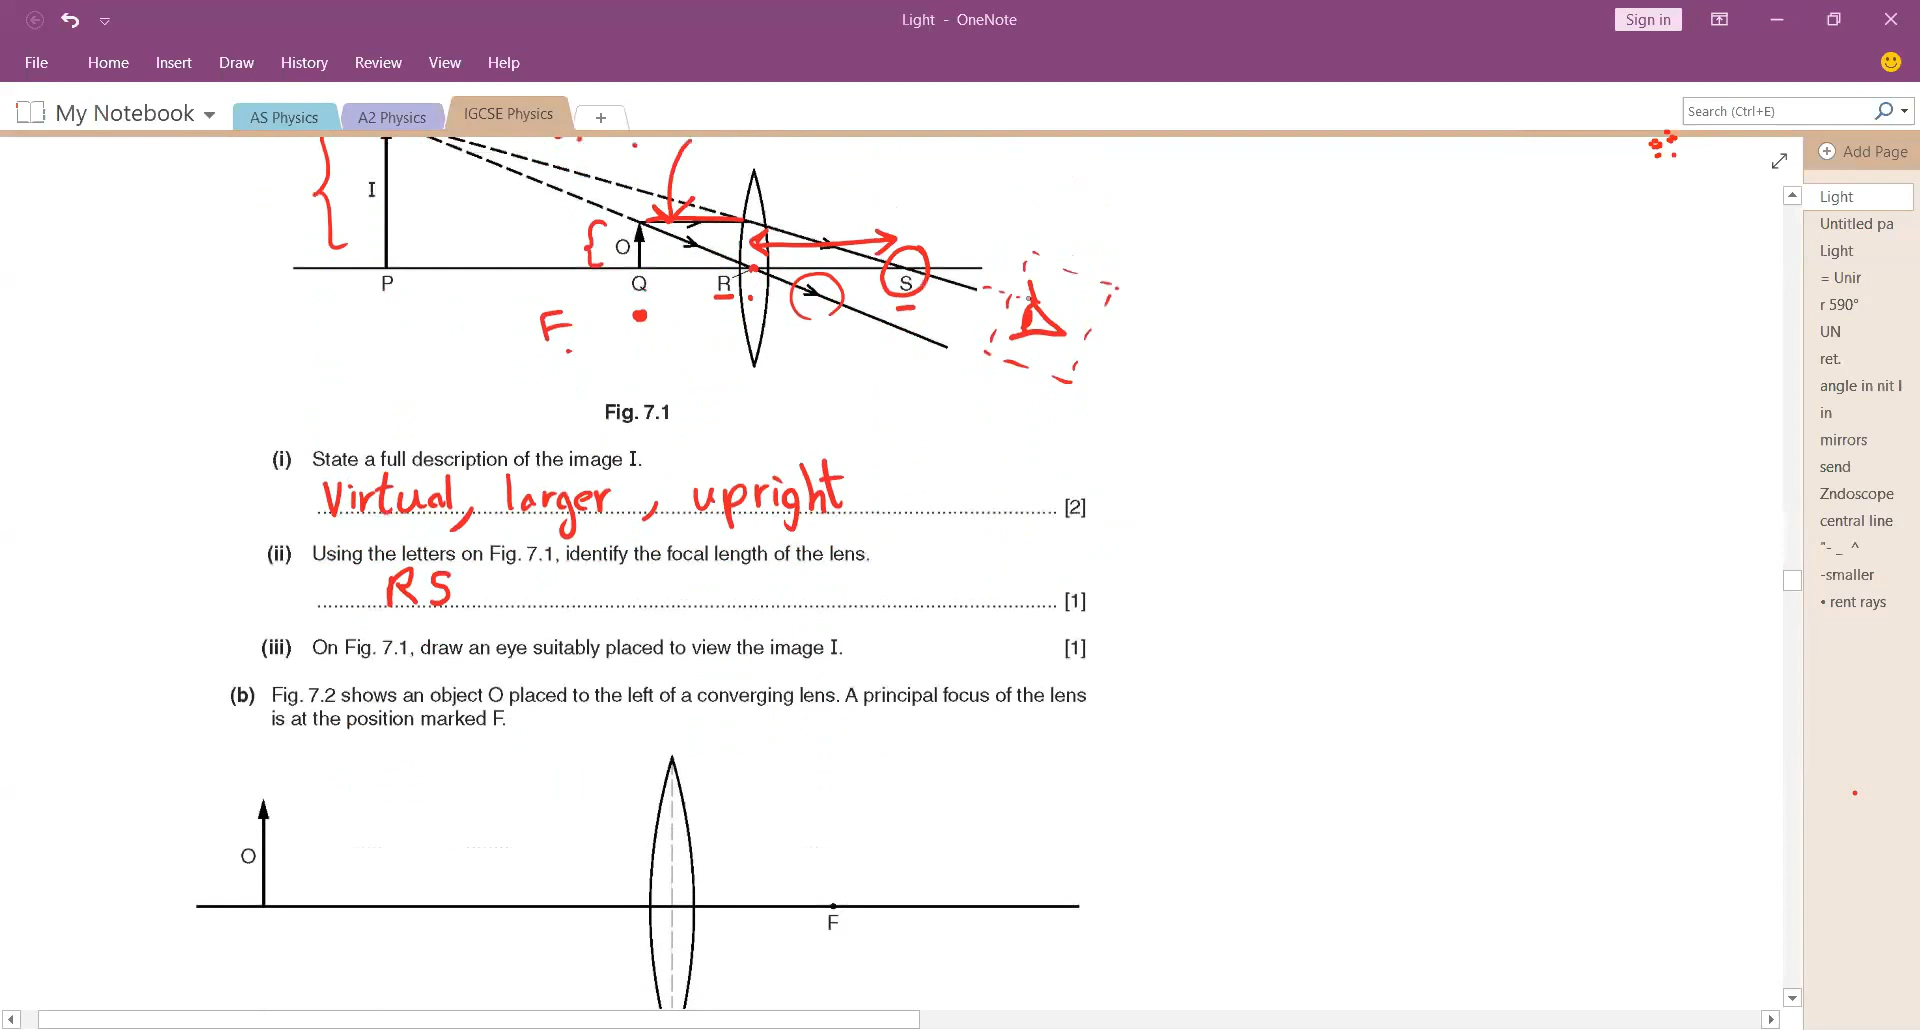 Light - OneNote
Sign in
File Home Insert Draw History Review View Help
My Notebook
AS Physics
A2 Physics
IGCSE Physics
+
Search (Ctrl+E)
Add Page
Light
Untitled pa
Light
= Unir
r 590°
UN
ret.
angle in nit I
in
mirrors
send
Zndoscope
central line
"- _ ^
-smaller
• rent rays
I
O
P
Q
R
S
F
Fig. 7.1
(i) State a full description of the image I.
Virtual, larger, upright
[2]
(ii) Using the letters on Fig. 7.1, identify the focal length of the lens.
RS
[1]
(iii) On Fig. 7.1, draw an eye suitably placed to view the image I. [1]
(b) Fig. 7.2 shows an object O placed to the left of a converging lens. A principal focus of the lens
is at the position marked F.
O
F